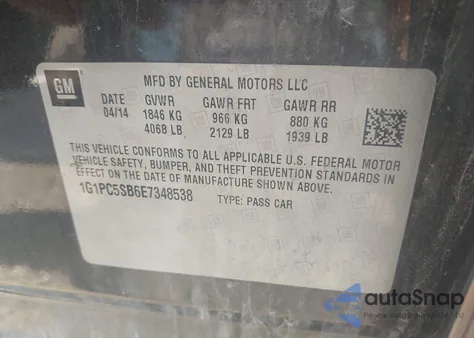 GM
MFD BY GENERAL MOTORS LLC
DATE GVWR GAWR FRT GAWR RR
04/14 1846 KG 966 KG 880 KG
4068 LB 2129 LB 1939 LB
THIS VEHICLE CONFORMS TO ALL APPLICABLE U.S. FEDERAL MOTOR
VEHICLE SAFETY, BUMPER, AND THEFT PREVENTION STANDARDS IN
EFFECT ON THE DATE OF MANUFACTURE SHOWN ABOVE.
1G1PC5SB6E7348538 TYPE: PASS CAR
autoSnap